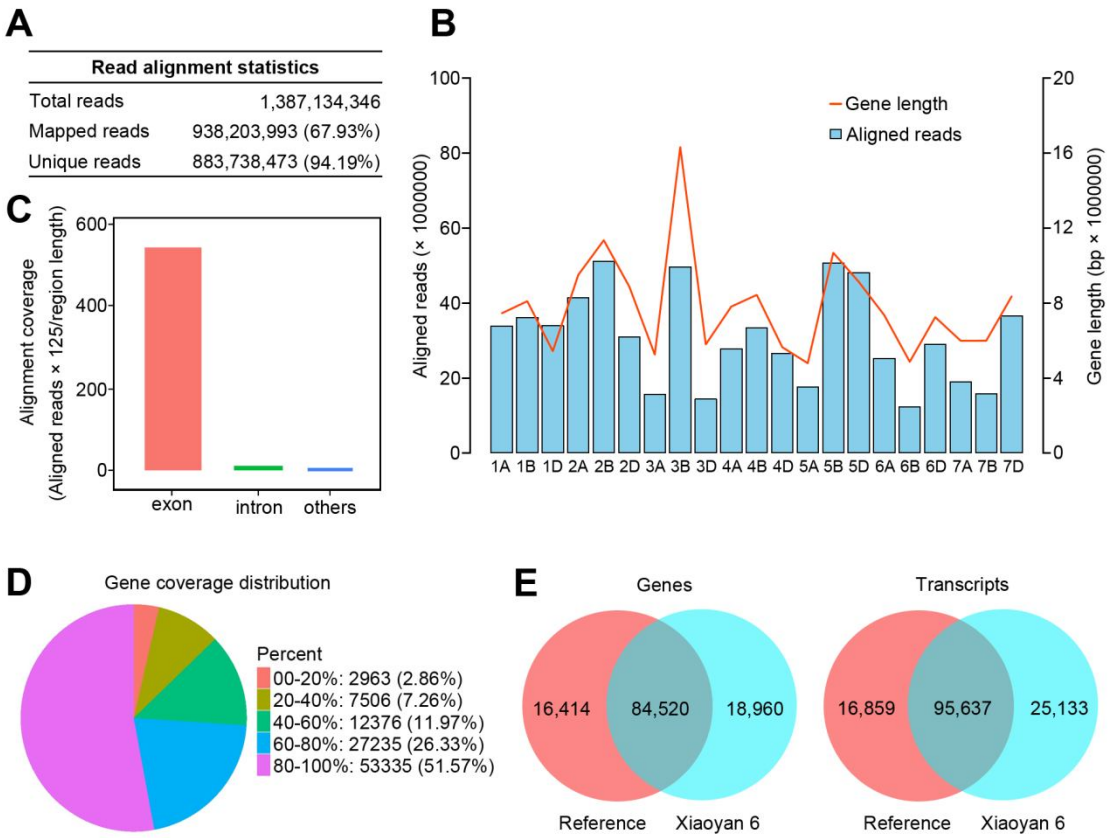 A
Read alignment statistics
Total reads 1,387,134,346
Mapped reads 938,203,993 (67.93%)
Unique reads 883,738,473 (94.19%)
B
100
80
60
40
20
0
Aligned reads (× 1000000)
Gene length
Aligned reads
20
16
12
8
4
0
Gene length (bp × 1000000)
1A 1B 1D 2A 2B 2D 3A 3B 3D 4A 4B 4D 5A 5B 5D 6A 6B 6D 7A 7B 7D
C
Alignment coverage
(Aligned reads × 125/region length)
600
400
200
0
exon intron others
D
Gene coverage distribution
Percent
00-20%: 2963 (2.86%)
20-40%: 7506 (7.26%)
40-60%: 12376 (11.97%)
60-80%: 27235 (26.33%)
80-100%: 53335 (51.57%)
E
Genes
16,414 84,520 18,960
Reference Xiaoyan 6
Transcripts
16,859 95,637 25,133
Reference Xiaoyan 6